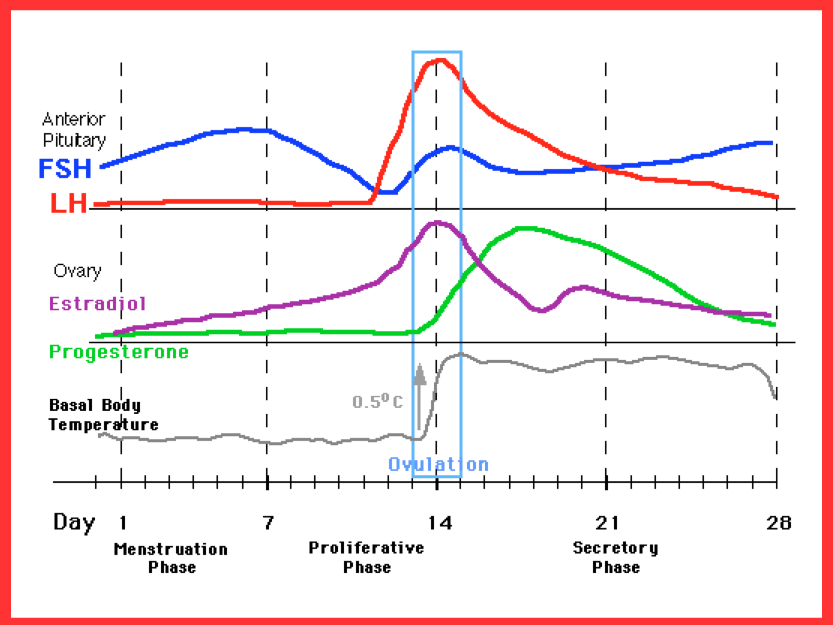 Anterior
Pituitary
FSH
LH
Ovary
Estradiol
Progesterone
0.5°C
Basal Body
Temperature
Ovulation
Day 1 7 14 21 28
Menstruation Phase
Proliferative Phase
Secretory Phase